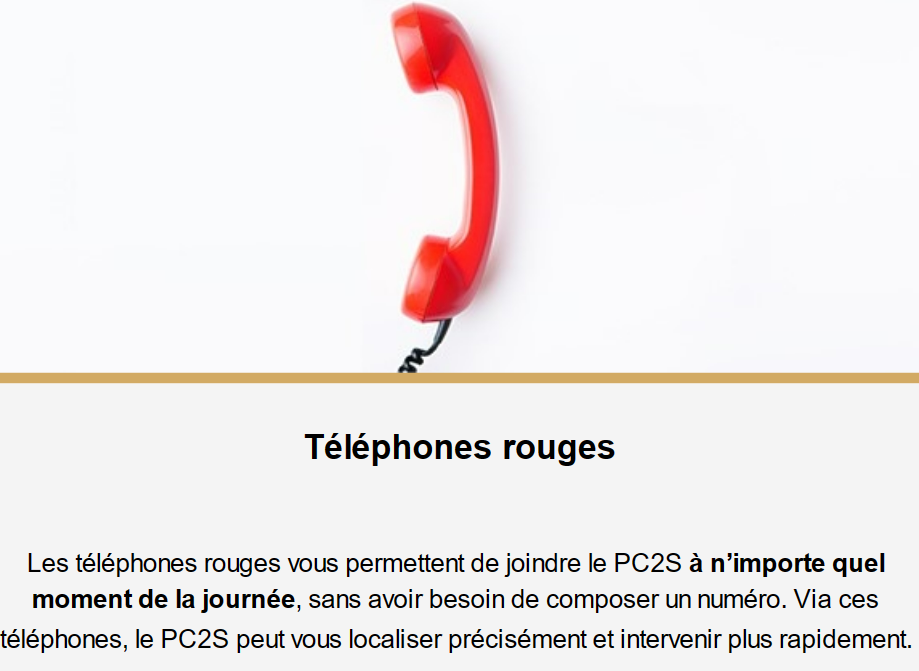 Téléphones rouges
Les téléphones rouges vous permettent de joindre le PC2S à n’importe quel
moment de la journée, sans avoir besoin de composer un numéro. Via ces
téléphones, le PC2S peut vous localiser précisément et intervenir plus rapidement.